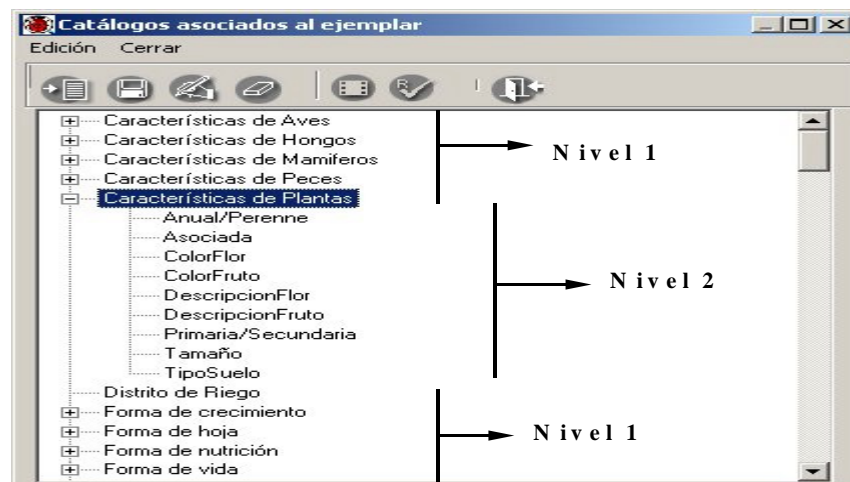 Catálogos asociados al ejemplar
Edición Cerrar
R
Características de Aves
Características de Hongos
Características de Mamiferos
Características de Peces
Características de Plantas
Anual/Perenne
Asociada
ColorFlor
ColorFruto
DescripcionFlor
DescripcionFruto
Primaria/Secundaria
Tamaño
TipoSuelo
Distrito de Riego
Forma de crecimiento
Forma de hoja
Forma de nutrición
Forma de vida
Nivel 1
Nivel 2
Nivel 1